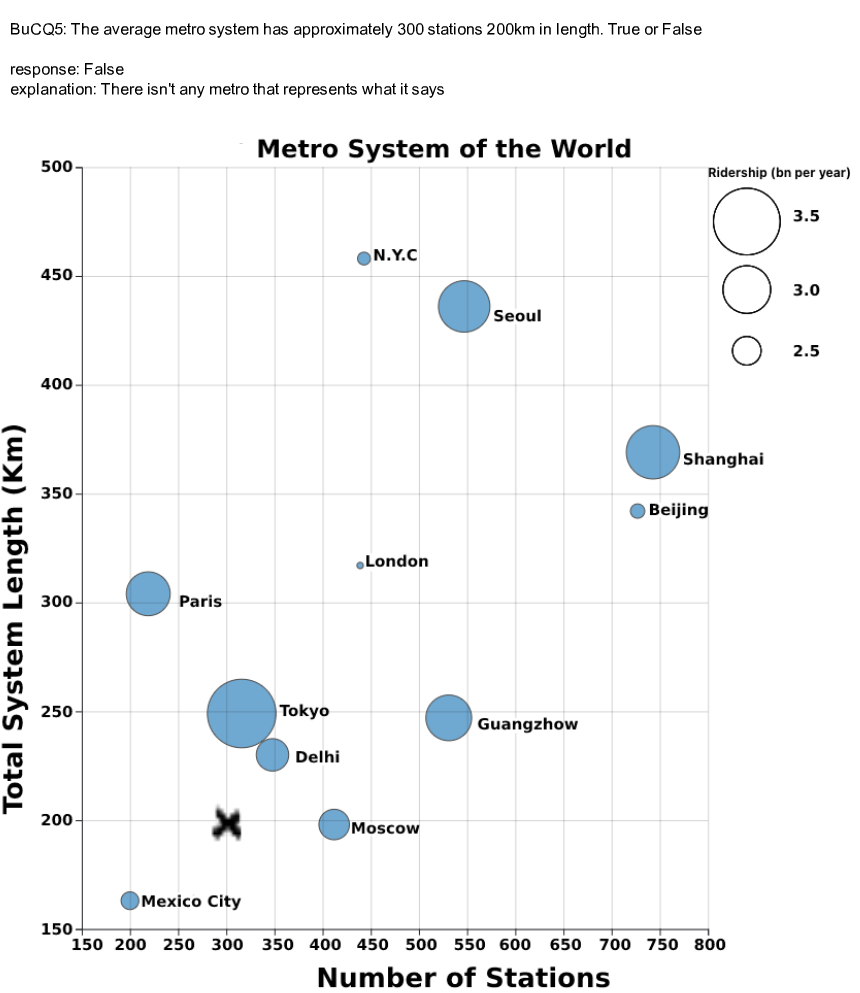 BuCQ5: The average metro system has approximately 300 stations 200km in length. True or False
response: False
explanation: There isn't any metro that represents what it says
Metro System of the World
Ridership (bn per year)
3.5
3.0
2.5
Total System Length (Km)
500
450
400
350
300
250
200
150
N.Y.C
Seoul
Shanghai
Beijing
London
Paris
Tokyo
Guangzhow
Delhi
Moscow
Mexico City
150 200 250 300 350 400 450 500 550 600 650 700 750 800
Number of Stations